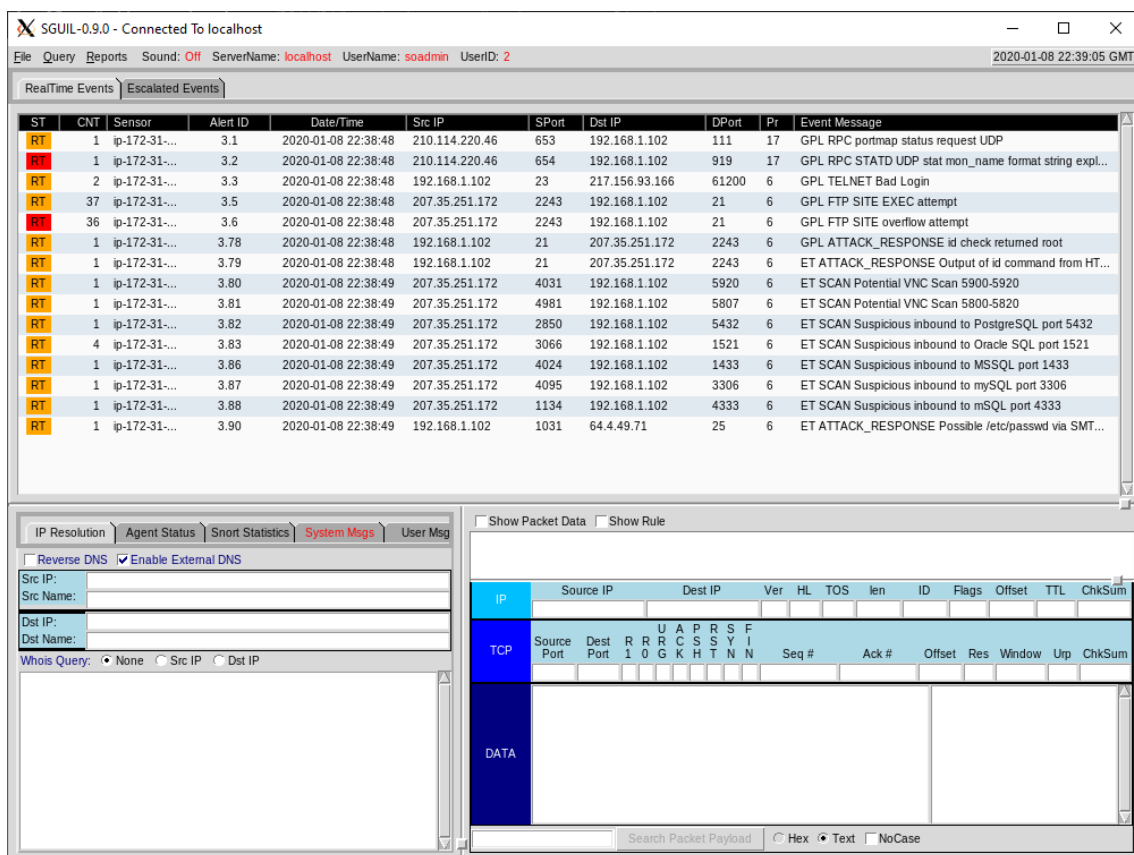 SGUIL-0.9.0 - Connected To localhost
File Query Reports Sound: Off ServerName: localhost UserName: soadmin UserID: 2 2020-01-08 22:39:05 GMT
RealTime Events Escalated Events
ST CNT Sensor Alert ID Date/Time Src IP SPort Dst IP DPort Pr Event Message
RT 1 ip-172-31-... 3.1 2020-01-08 22:38:48 210.114.220.46 653 192.168.1.102 111 17 GPL RPC portmap status request UDP
RT 1 ip-172-31-... 3.2 2020-01-08 22:38:48 210.114.220.46 654 192.168.1.102 919 17 GPL RPC STATD UDP stat mon_name format string expl...
RT 2 ip-172-31-... 3.3 2020-01-08 22:38:48 192.168.1.102 23 217.156.93.166 61200 6 GPL TELNET Bad Login
RT 37 ip-172-31-... 3.5 2020-01-08 22:38:48 207.35.251.172 2243 192.168.1.102 21 6 GPL FTP SITE EXEC attempt
RT 36 ip-172-31-... 3.6 2020-01-08 22:38:48 207.35.251.172 2243 192.168.1.102 21 6 GPL FTP SITE overflow attempt
RT 1 ip-172-31-... 3.78 2020-01-08 22:38:48 192.168.1.102 21 207.35.251.172 2243 6 GPL ATTACK_RESPONSE id check returned root
RT 1 ip-172-31-... 3.79 2020-01-08 22:38:48 192.168.1.102 21 207.35.251.172 2243 6 ET ATTACK_RESPONSE Output of id command from HT...
RT 1 ip-172-31-... 3.80 2020-01-08 22:38:49 207.35.251.172 4031 192.168.1.102 5920 6 ET SCAN Potential VNC Scan 5900-5920
RT 1 ip-172-31-... 3.81 2020-01-08 22:38:49 207.35.251.172 4981 192.168.1.102 5807 6 ET SCAN Potential VNC Scan 5800-5820
RT 1 ip-172-31-... 3.82 2020-01-08 22:38:49 207.35.251.172 2850 192.168.1.102 5432 6 ET SCAN Suspicious inbound to PostgreSQL port 5432
RT 4 ip-172-31-... 3.83 2020-01-08 22:38:49 207.35.251.172 3066 192.168.1.102 1521 6 ET SCAN Suspicious inbound to Oracle SQL port 1521
RT 1 ip-172-31-... 3.86 2020-01-08 22:38:49 207.35.251.172 4024 192.168.1.102 1433 6 ET SCAN Suspicious inbound to MSSQL port 1433
RT 1 ip-172-31-... 3.87 2020-01-08 22:38:49 207.35.251.172 4095 192.168.1.102 3306 6 ET SCAN Suspicious inbound to mySQL port 3306
RT 1 ip-172-31-... 3.88 2020-01-08 22:38:49 207.35.251.172 1134 192.168.1.102 4333 6 ET SCAN Suspicious inbound to mSQL port 4333
RT 1 ip-172-31-... 3.90 2020-01-08 22:38:49 192.168.1.102 1031 64.4.49.71 25 6 ET ATTACK_RESPONSE Possible /etc/passwd via SMT...
IP Resolution Agent Status Snort Statistics System Msgs User Msg
Reverse DNS Enable External DNS
Src IP:
Src Name:
Dst IP:
Dst Name:
Whois Query: None Src IP Dst IP
Show Packet Data Show Rule
IP Source IP Dest IP Ver HL TOS len ID Flags Offset TTL ChkSum
TCP Source Port Dest Port R1 R0 URG ACK PSH RST SYN FIN Seq # Ack # Offset Res Window Urp ChkSum
DATA
Search Packet Payload Hex Text NoCase